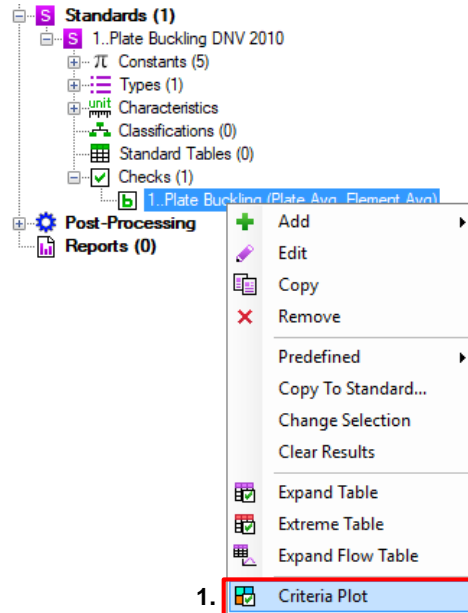 S Standards (1)
S 1..Plate Buckling DNV 2010
π Constants (5)
Types (1)
unit Characteristics
Classifications (0)
Standard Tables (0)
Checks (1)
b 1..Plate Buckling (Plate Avg, Element Avg)
Post-Processing
Reports (0)
Add
Edit
Copy
Remove
Predefined
Copy To Standard...
Change Selection
Clear Results
Expand Table
Extreme Table
Expand Flow Table
1. Criteria Plot